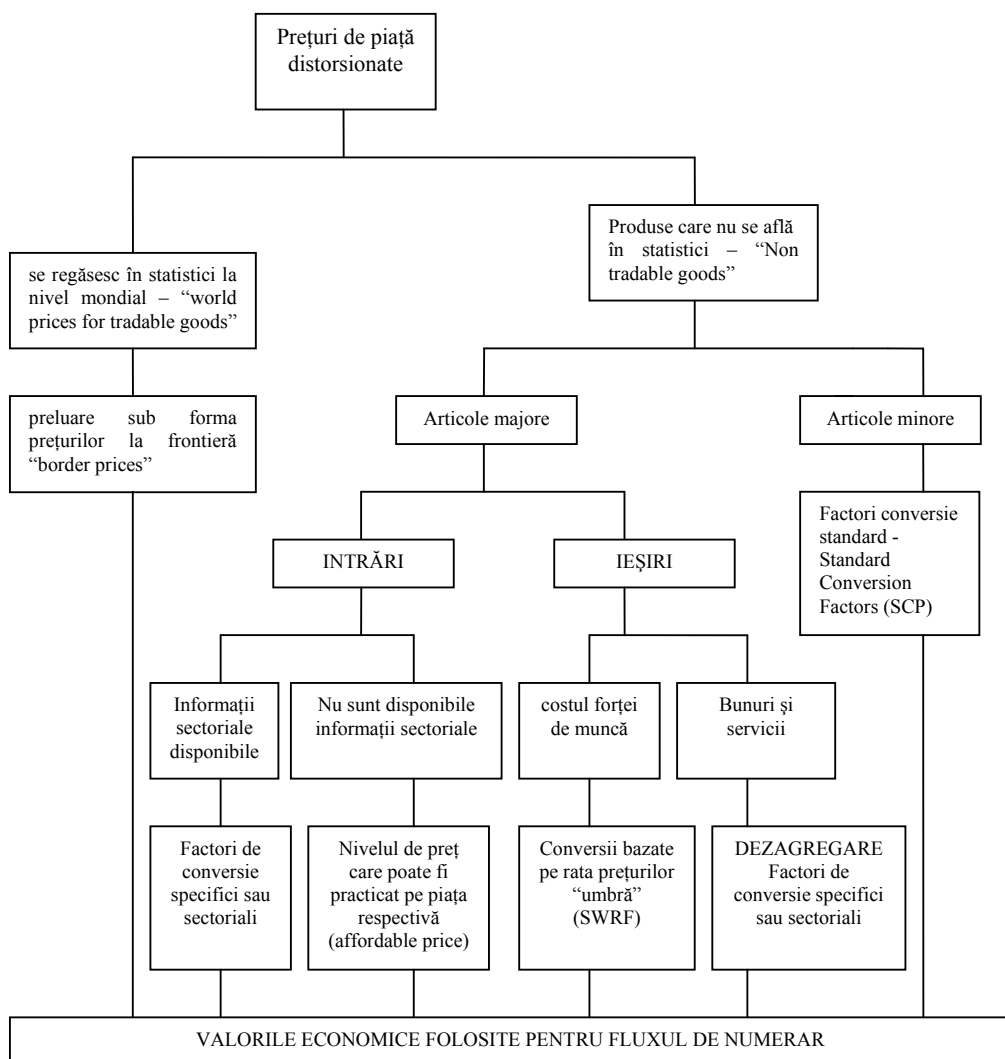 Prețuri de piață
distorsionate
Produse care nu se află
în statistici – “Non
tradable goods”
se regăsesc în statistici la
nivel mondial – “world
prices for tradable goods”
preluare sub forma
prețurilor la frontieră
“border prices”
Articole majore
Articole minore
Factori conversie
standard -
Standard
Conversion
Factors (SCP)
INTRĂRI
IEŞIRI
Informații
sectoriale
disponibile
Nu sunt disponibile
informații sectoriale
costul forței
de muncă
Bunuri şi
servicii
Factori de
conversie
specifici sau
sectoriali
Nivelul de preț
care poate fi
practicat pe piața
respectivă
(affordable price)
Conversii bazate
pe rata prețurilor
“umbră”
(SWRF)
DEZAGREGARE
Factori de
conversie specifici
sau sectoriali
VALORILE ECONOMICE FOLOSITE PENTRU FLUXUL DE NUMERAR